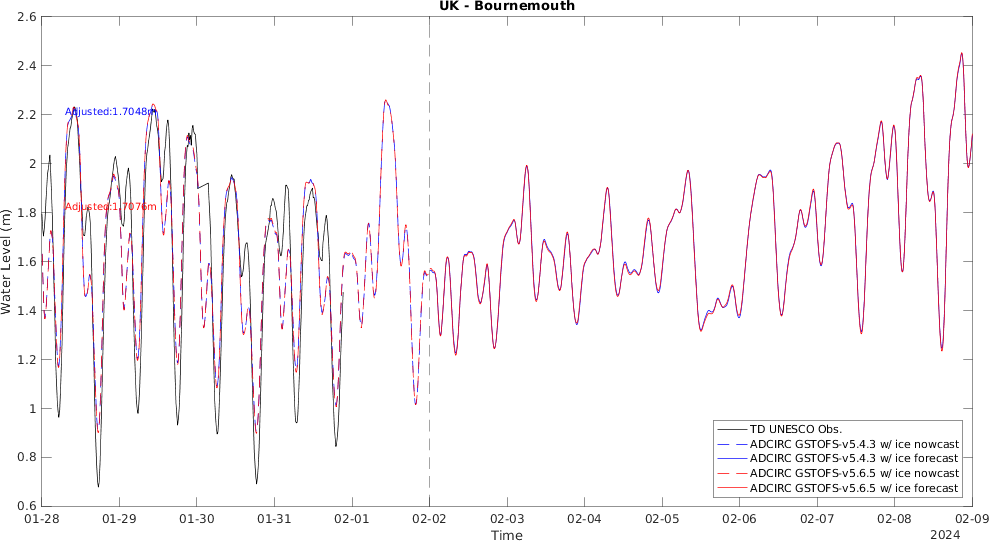 UK - Bournemouth
2.6
2.4
2.2
2
1.8
1.6
1.4
1.2
1
0.8
0.6
Water Level (m)
Adjusted:1.7048m
Adjusted:1.7076m
TD UNESCO Obs.
ADCIRC GSTOFS-v5.4.3 w/ ice nowcast
ADCIRC GSTOFS-v5.4.3 w/ ice forecast
ADCIRC GSTOFS-v5.6.5 w/ ice nowcast
ADCIRC GSTOFS-v5.6.5 w/ ice forecast
01-28 01-29 01-30 01-31 02-01 02-02 02-03 02-04 02-05 02-06 02-07 02-08 02-09
Time
2024